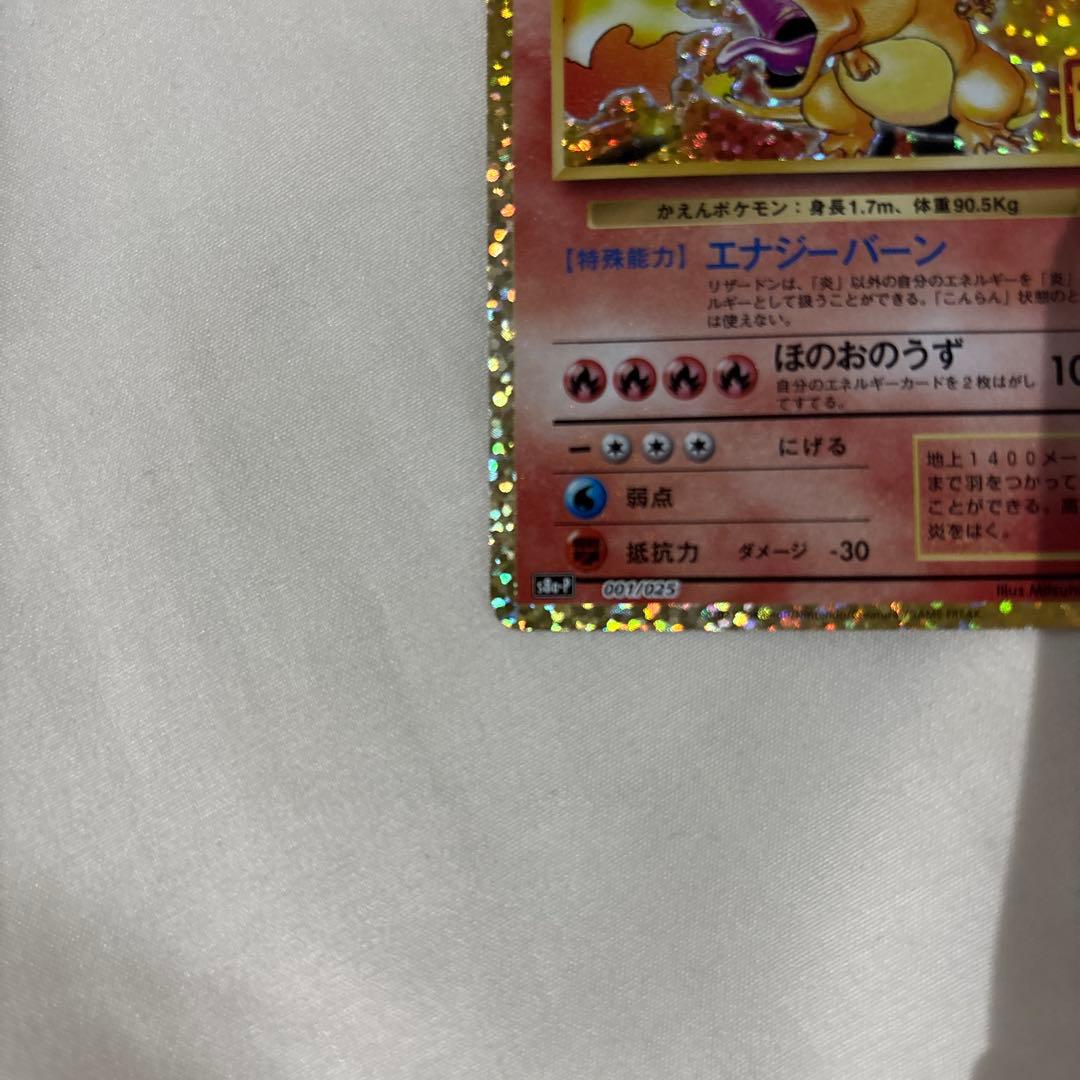 かえんポケモン：身長1.7m、体重90.5Kg
［特殊能力］ エナジーバーン
リザードンは、「炎」以外の自分のエネルギーを「炎」
ルギーとして扱うことができる。「こんらん」状態のと
は使えない。
ほのおのうず 10
自分のエネルギーカードを２枚はがし
てすてる。
にげる
弱点
抵抗力 ダメージ -30
地上１４００メー
まで羽をつかって
ことができる。高
炎をはく。
s8a-P 001/025
Illus Mitsuh